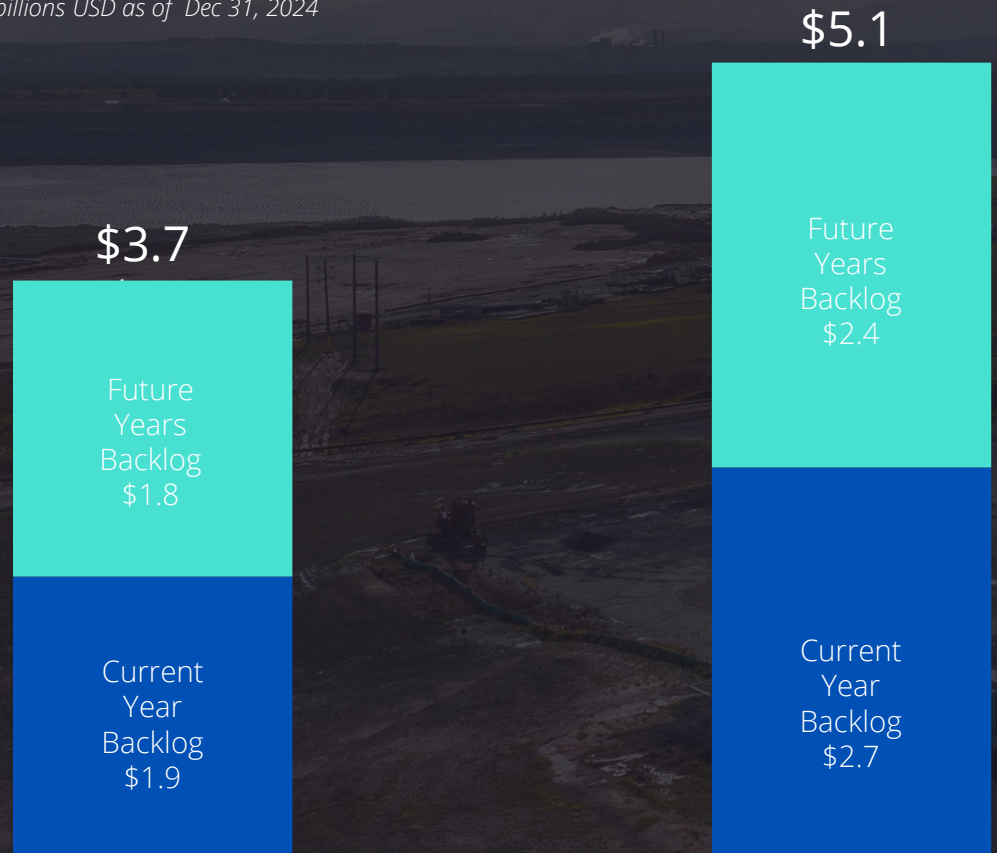 billions USD as of Dec 31, 2024
$5.1
$3.7
Future
Years
Backlog
$2.4
Future
Years
Backlog
$1.8
Current
Year
Backlog
$2.7
Current
Year
Backlog
$1.9